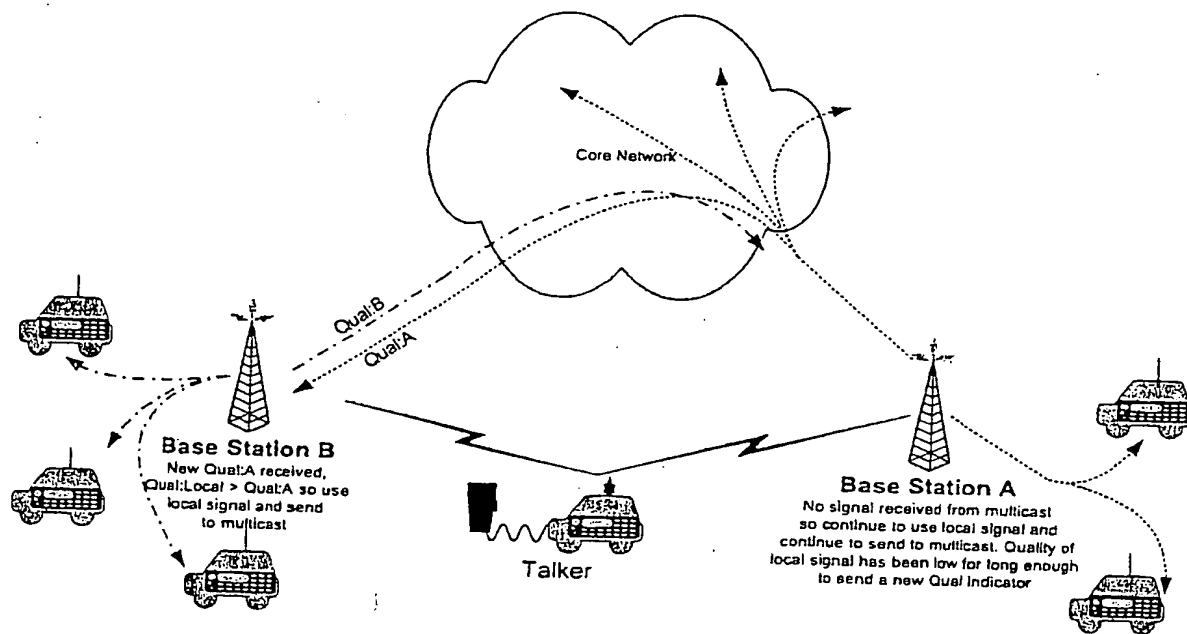 Core Network
Qual:B
Qual:A
Base Station B
New Qual:A received,
Qual:Local > Qual:A so use
local signal and send
to multicast
Base Station A
No signal received from multicast
so continue to use local signal and
continue to send to multicast. Quality of
local signal has been low for long enough
to send a new Qual Indicator
Talker